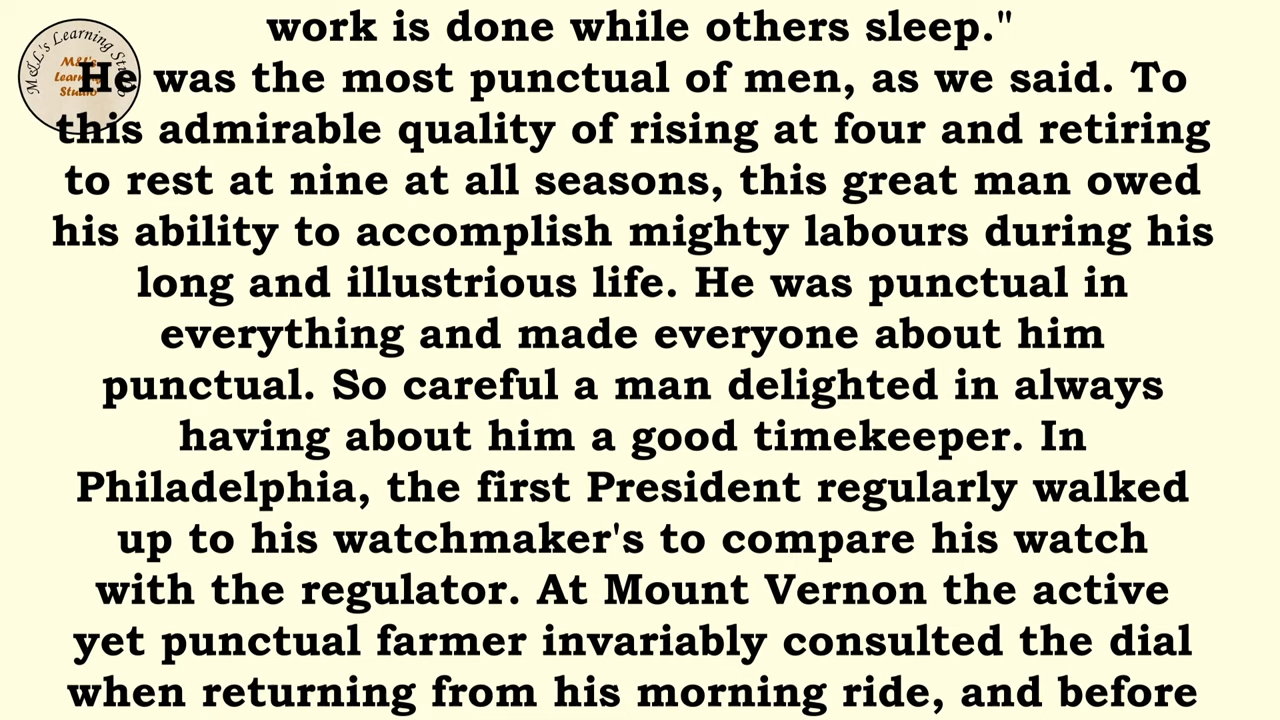 work is done while others sleep."
He was the most punctual of men, as we said. To
this admirable quality of rising at four and retiring
to rest at nine at all seasons, this great man owed
his ability to accomplish mighty labours during his
long and illustrious life. He was punctual in
everything and made everyone about him
punctual. So careful a man delighted in always
having about him a good timekeeper. In
Philadelphia, the first President regularly walked
up to his watchmaker's to compare his watch
with the regulator. At Mount Vernon the active
yet punctual farmer invariably consulted the dial
when returning from his morning ride, and before
M&L's Learning Studio
M&L's
Learning
Studio